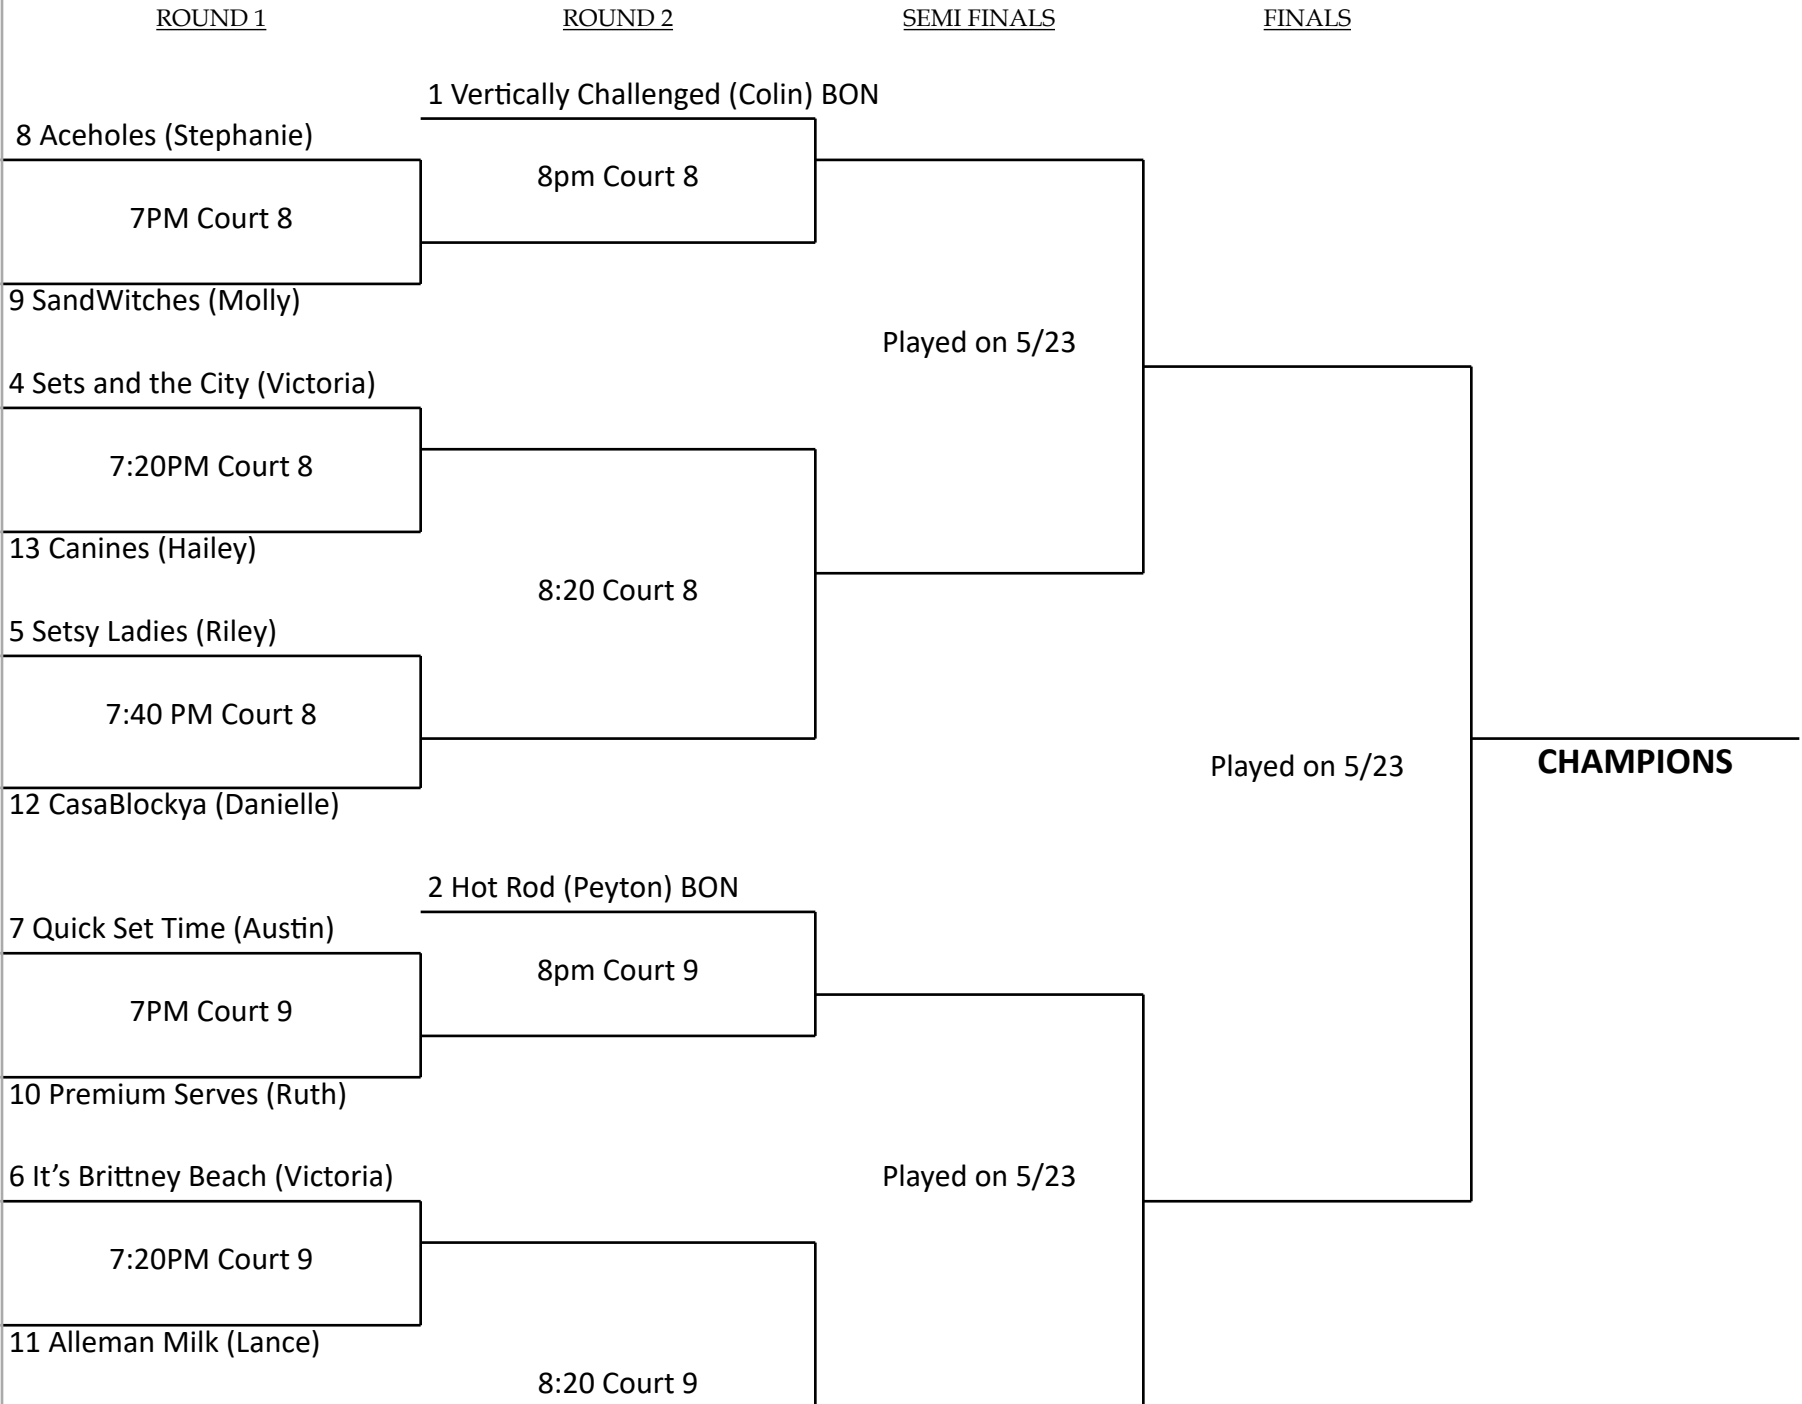 ROUND 1 ROUND 2 SEMI FINALS FINALS
1 Vertically Challenged (Colin) BON
8 Aceholes (Stephanie)
8pm Court 8
7PM Court 8
9 SandWitches (Molly)
Played on 5/23
4 Sets and the City (Victoria)
7:20PM Court 8
13 Canines (Hailey)
8:20 Court 8
5 Setsy Ladies (Riley)
7:40 PM Court 8
Played on 5/23
CHAMPIONS
12 CasaBlockya (Danielle)
2 Hot Rod (Peyton) BON
7 Quick Set Time (Austin)
8pm Court 9
7PM Court 9
10 Premium Serves (Ruth)
6 It’s Brittney Beach (Victoria)
Played on 5/23
7:20PM Court 9
11 Alleman Milk (Lance)
8:20 Court 9